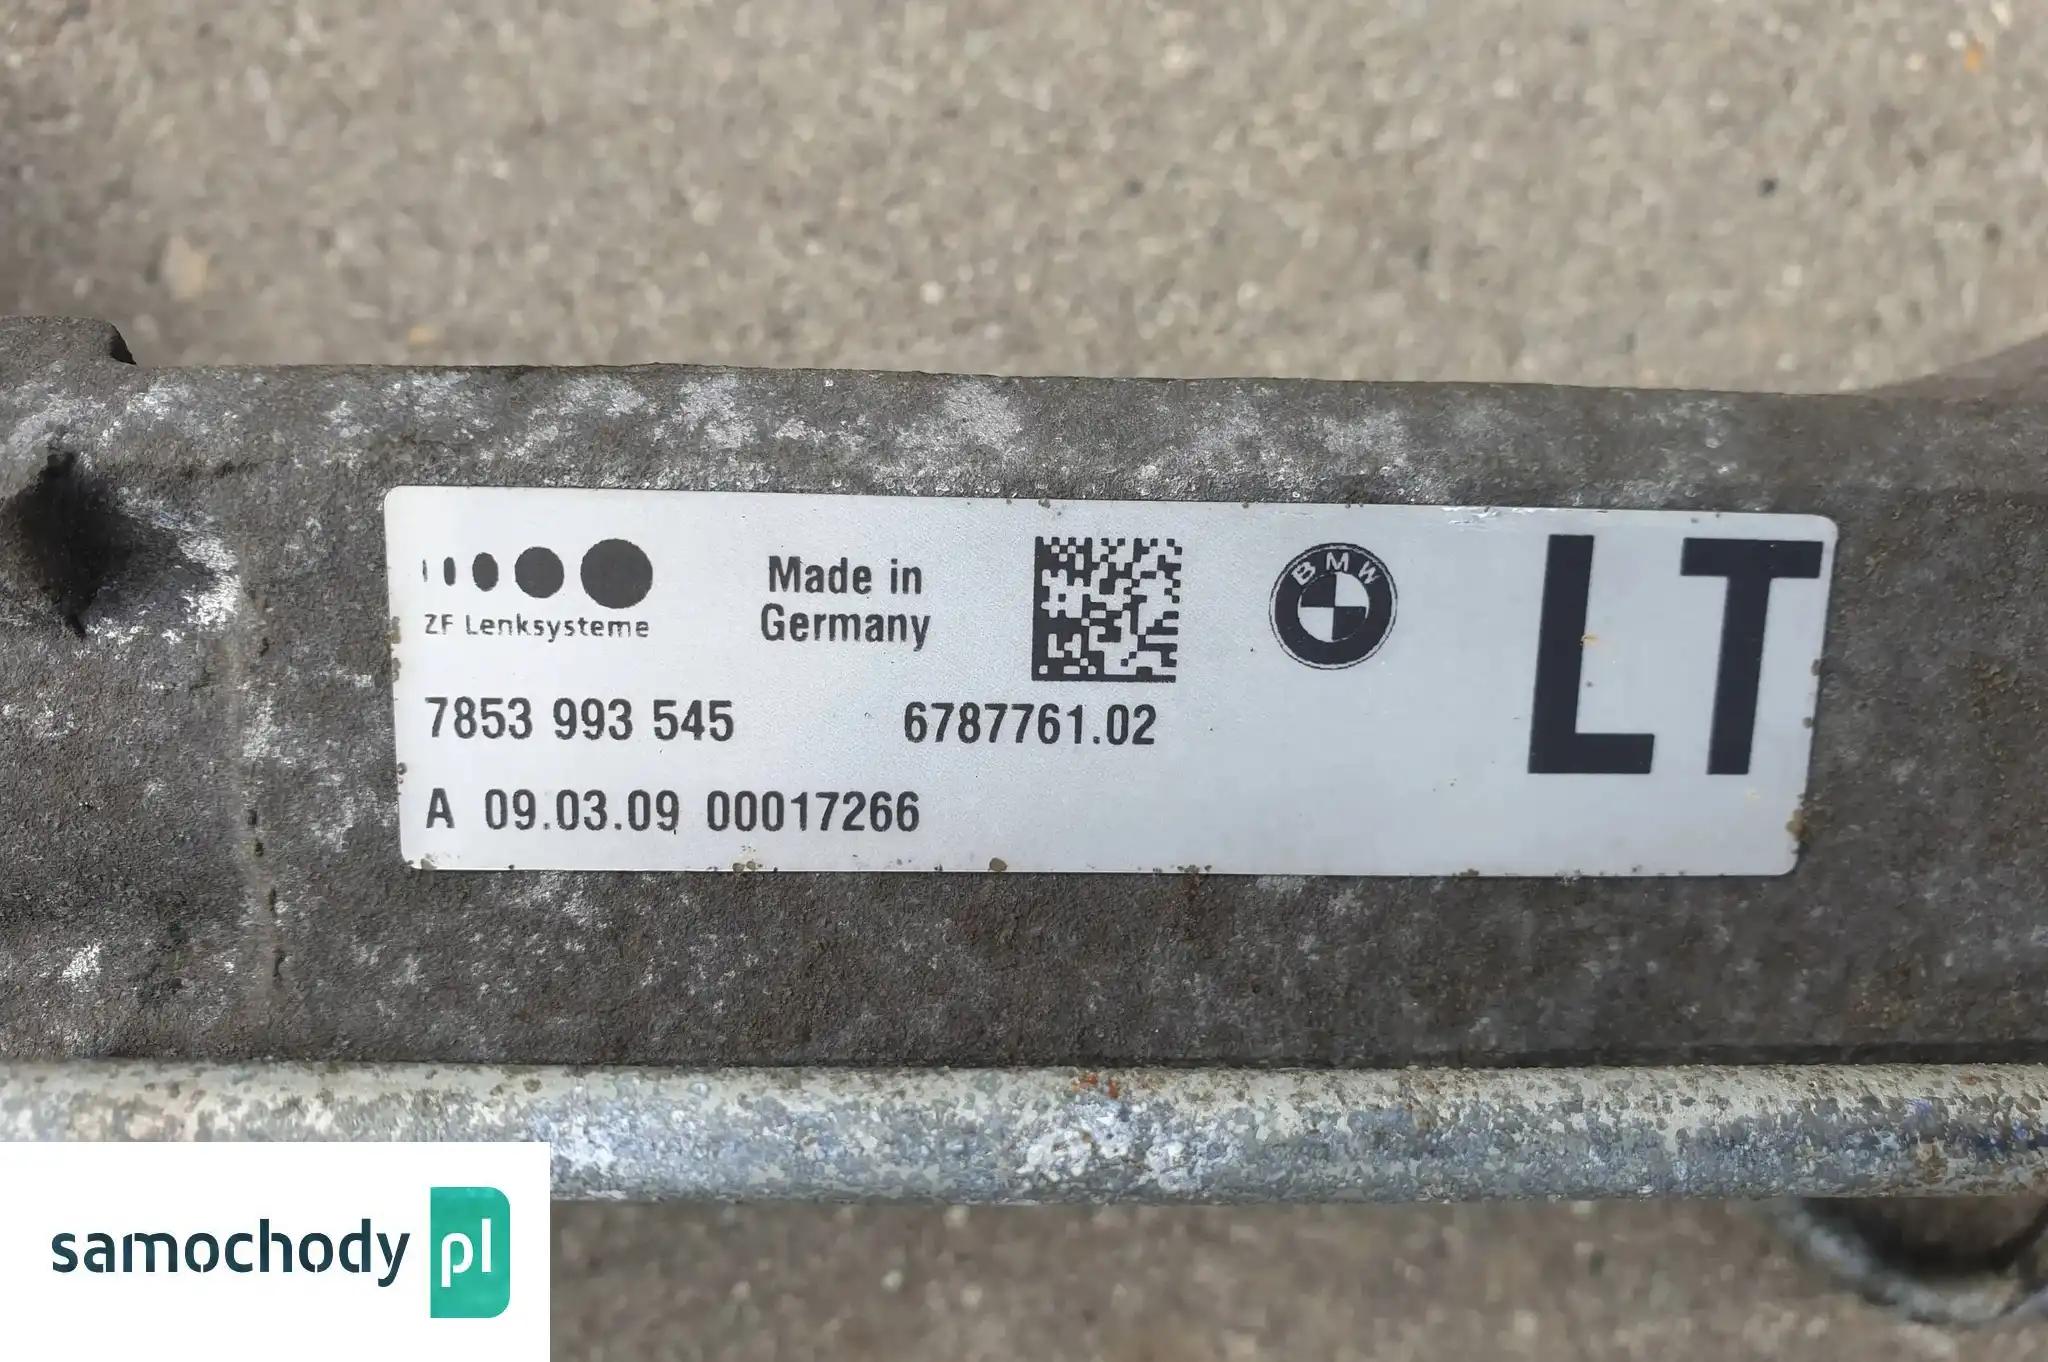 ZF Lenksysteme
Made in
Germany
BMW
LT
7853 993 545
6787761.02
A 09.03.09 00017266
samochody pl